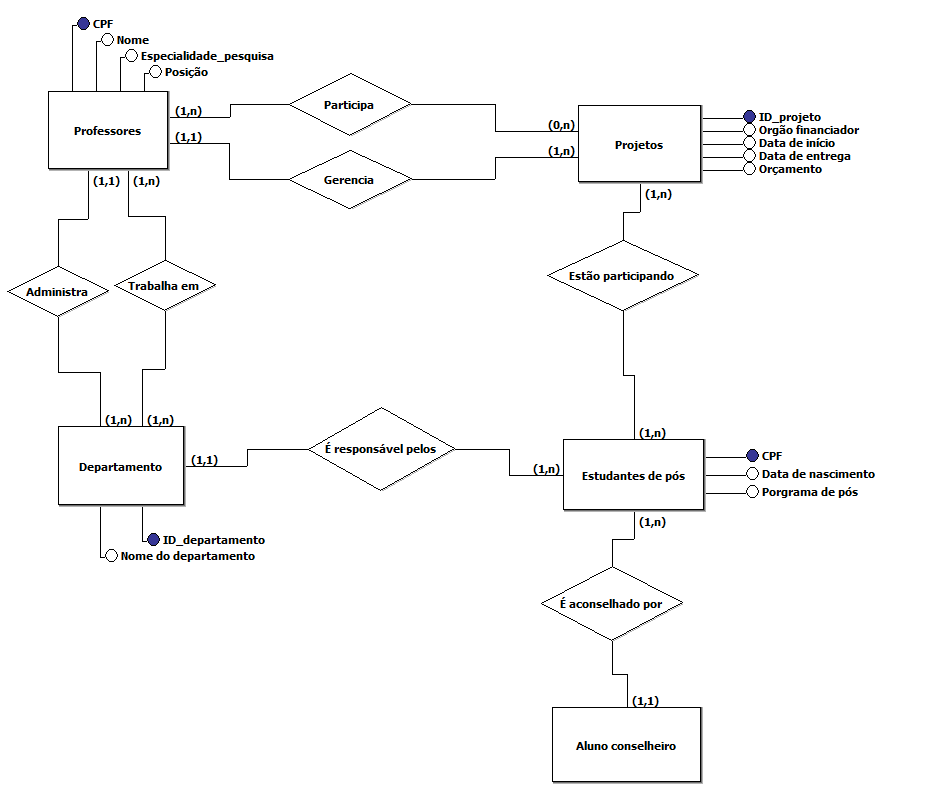 CPF
Nome
Especialidade_pesquisa
Posição
Professores
(1,n)
(1,1)
(1,1)
(1,n)
Participa
Gerencia
(0,n)
(1,n)
Projetos
ID_projeto
Orgão financiador
Data de início
Data de entrega
Orçamento
(1,n)
Administra
Trabalha em
Estão participando
(1,n)
(1,n)
Departamento
(1,1)
É responsável pelos
(1,n)
(1,n)
Estudantes de pós
CPF
Data de nascimento
Porgrama de pós
(1,n)
ID_departamento
Nome do departamento
É aconselhado por
(1,1)
Aluno conselheiro